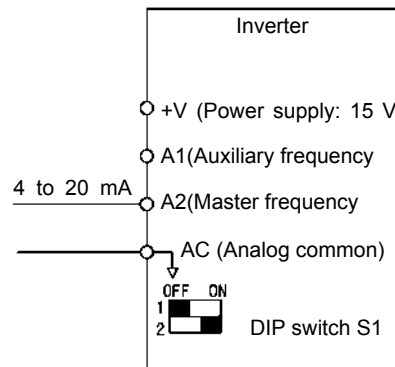 Inverter
+V (Power supply: 15 V
A1(Auxiliary frequency
4 to 20 mA
A2(Master frequency
AC (Analog common)
OFF ON
1
2
DIP switch S1